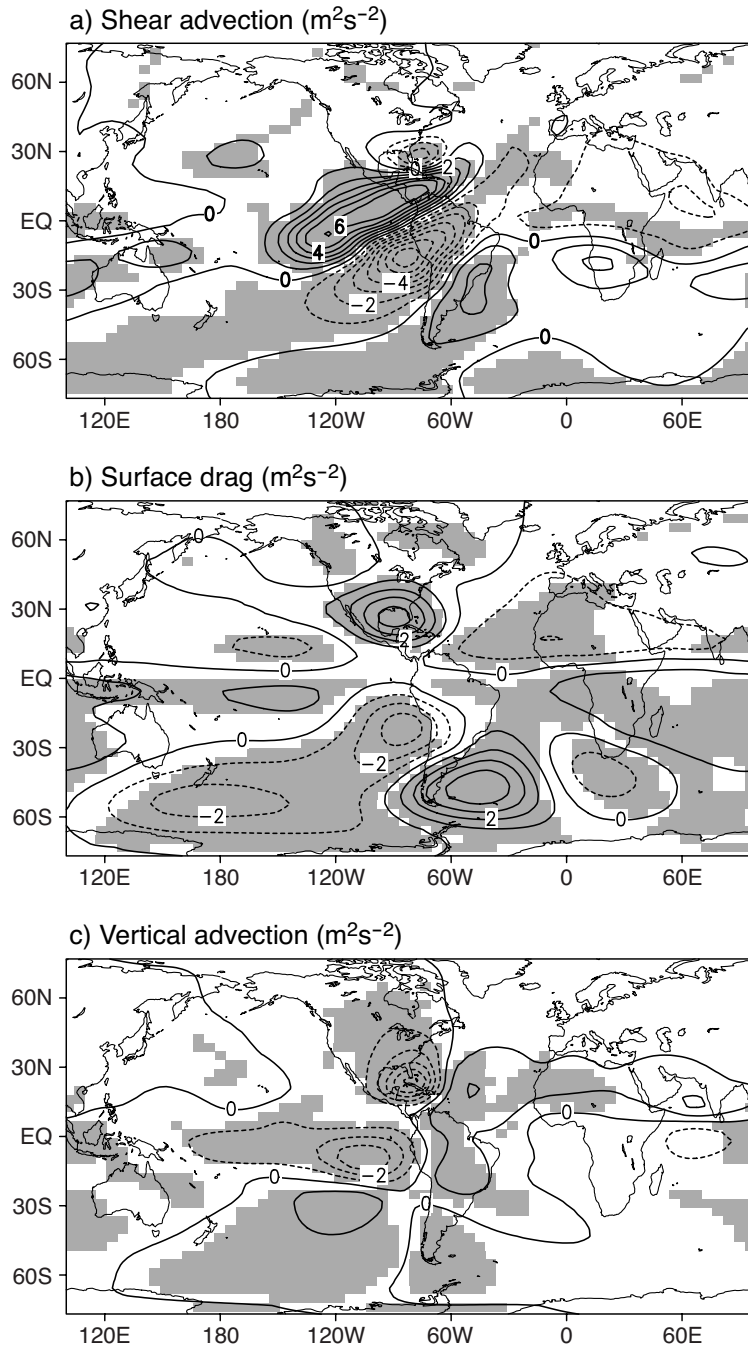 a) Shear advection (m²s⁻²)
60N
30N
0 2
0
EQ
6
4
0
0
30S
−4
−2
60S
0
120E 180 120W 60W 0 60E
b) Surface drag (m²s⁻²)
60N
0
30N
2
0
EQ
0
0
30S
−2
60S
−2
2
0
120E 180 120W 60W 0 60E
c) Vertical advection (m²s⁻²)
60N
30N
0
0
EQ
−2
0
30S
0
60S
120E 180 120W 60W 0 60E